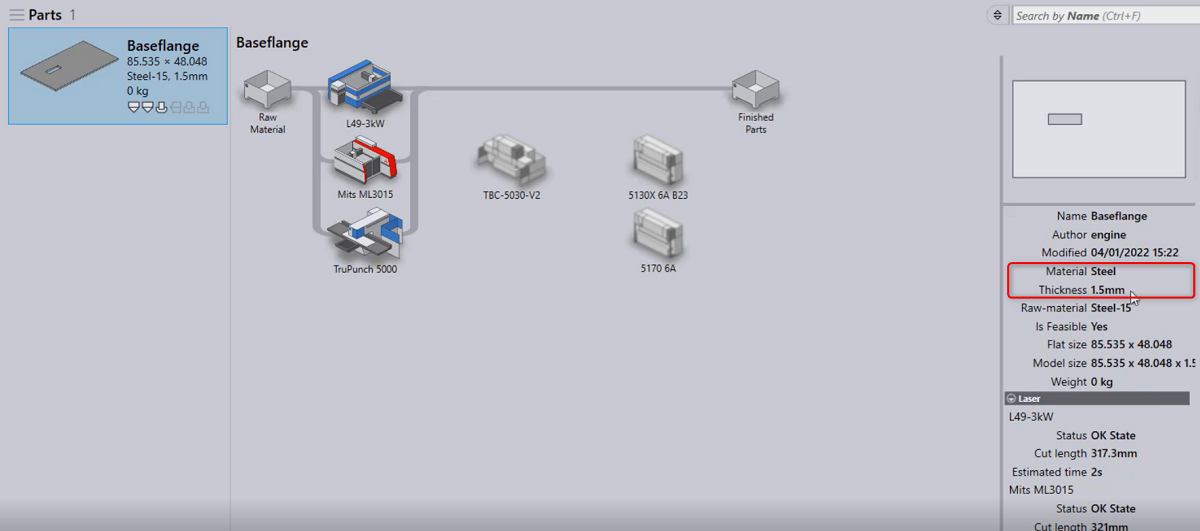 Parts 1
Search by Name (Ctrl+F)
Baseflange
85.535 x 48.048
Steel-15, 1.5mm
0 kg
Baseflange
Raw
Material
L49-3kW
Finished
Parts
Mits ML3015
TBC-5030-V2
5130X 6A B23
TruPunch 5000
5170 6A
Name Baseflange
Author engine
Modified 04/01/2022 15:22
Material Steel
Thickness 1.5mm
Raw-material Steel-15
Is Feasible Yes
Flat size 85.535 x 48.048
Model size 85.535 x 48.048 x 1.5
Weight 0 kg
Laser
L49-3kW
Status OK State
Cut length 317.3mm
Estimated time 2s
Mits ML3015
Status OK State
Cut length 321mm